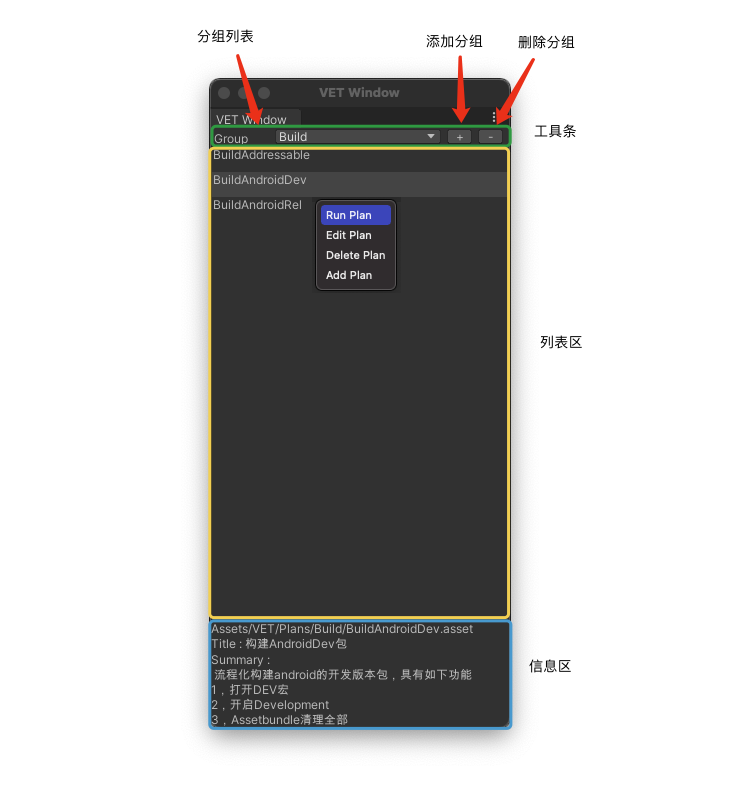 分组列表
添加分组
删除分组
VET Window
VET Window
Group
Build
+
-
工具条
BuildAddressable
BuildAndroidDev
BuildAndroidRel
Run Plan
Edit Plan
Delete Plan
Add Plan
列表区
Assets/VET/Plans/Build/BuildAndroidDev.asset
Title : 构建AndroidDev包
Summary :
流程化构建android的开发版本包，具有如下功能
1，打开DEV宏
2，开启Development
3，Assetbundle清理全部
信息区